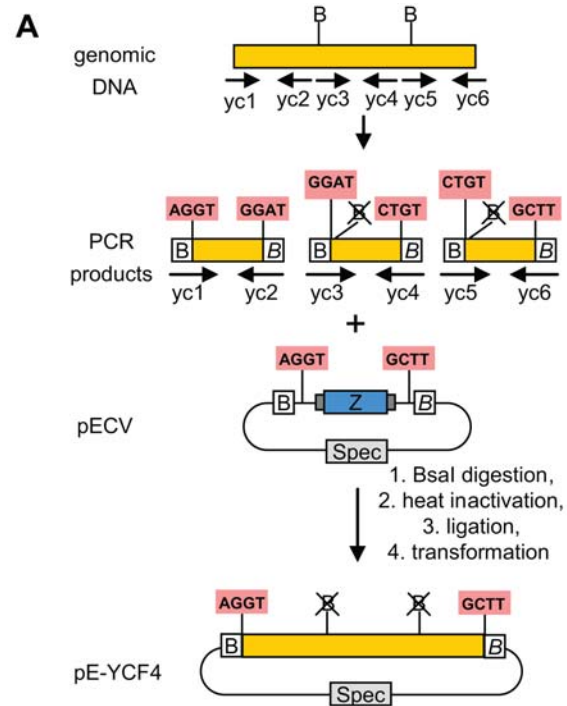 A
B B
genomic
DNA
yc1 yc2 yc3 yc4 yc5 yc6
GGAT CTGT
AGGT GGAT B CTGT B GCTT
PCR
products
B B B B B B
yc1 yc2 yc3 yc4 yc5 yc6
+
AGGT GCTT
pECV
B Z B
Spec
1. BsaI digestion,
2. heat inactivation,
3. ligation,
4. transformation
AGGT B B GCTT
B B
pE-YCF4
Spec